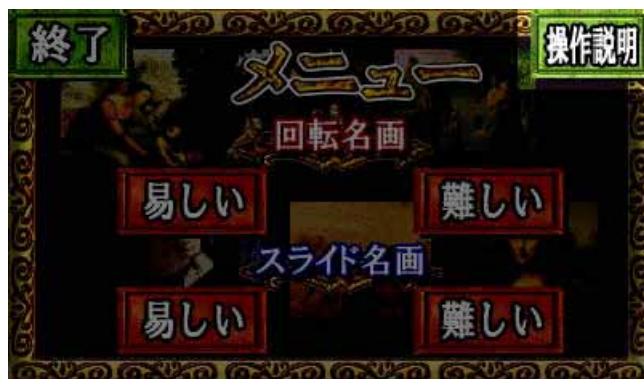 終了
操作説明
メニュー
回転名画
易しい
難しい
スライド名画
易しい
難しい